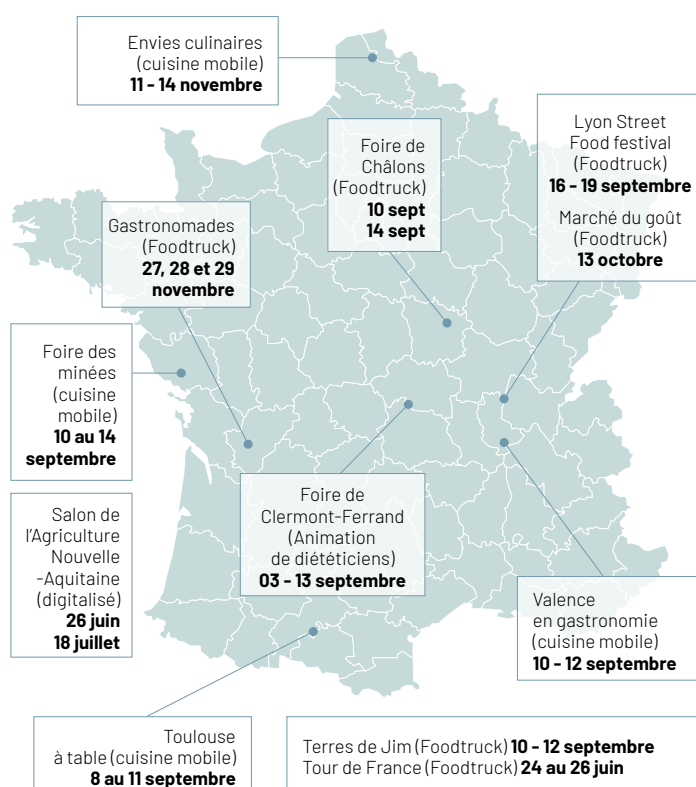 Envies culinaires
(cuisine mobile)
11 - 14 novembre
Lyon Street
Food festival
(Foodtruck)
16 - 19 septembre
Marché du goût
(Foodtruck)
13 octobre
Foire de
Châlons
(Foodtruck)
10 sept
14 sept
Gastronomades
(Foodtruck)
27, 28 et 29
novembre
Foire des
minées
(cuisine
mobile)
10 au 14
septembre
Foire de
Clermont-Ferrand
(Animation
de diététiciens)
03 - 13 septembre
Salon de
l'Agriculture
Nouvelle
-Aquitaine
(digitalisé)
26 juin
18 juillet
Valence
en gastronomie
(cuisine mobile)
10 - 12 septembre
Toulouse
à table (cuisine mobile)
8 au 11 septembre
Terres de Jim (Foodtruck) 10 - 12 septembre
Tour de France (Foodtruck) 24 au 26 juin